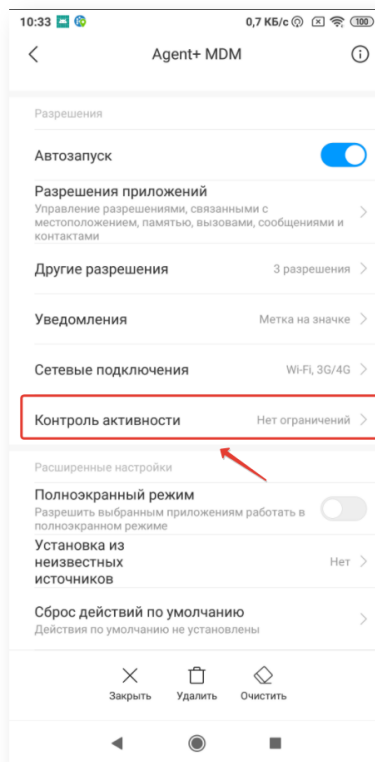 10:33 0,7 КБ/с 100
Agent+ MDM
Разрешения
Автозапуск
Разрешения приложений
Управление разрешениями, связанными с
местоположением, памятью, вызовами, сообщениями и
контактами
Другие разрешения 3 разрешения
Уведомления Метка на значке
Сетевые подключения Wi-Fi, 3G/4G
Контроль активности Нет ограничений
Расширенные настройки
Полноэкранный режим
Разрешить выбранным приложениям работать в
полноэкранном режиме
Установка из
неизвестных Нет
источников
Сброс действий по умолчанию
Действия по умолчанию не установлены
Закрыть Удалить Очистить